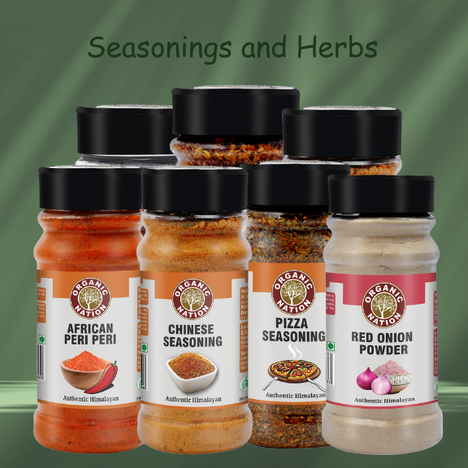 Seasonings and Herbs
ORGANIC
NATION
AFRICAN
PERI PERI
Authentic Himalayan
ORGANIC
NATION
CHINESE
SEASONING
Authentic Himalayan
ORGANIC
NATION
PIZZA
SEASONING
Authentic Himalayan
ORGANIC
NATION
RED ONION
POWDER
Authentic Himalayan